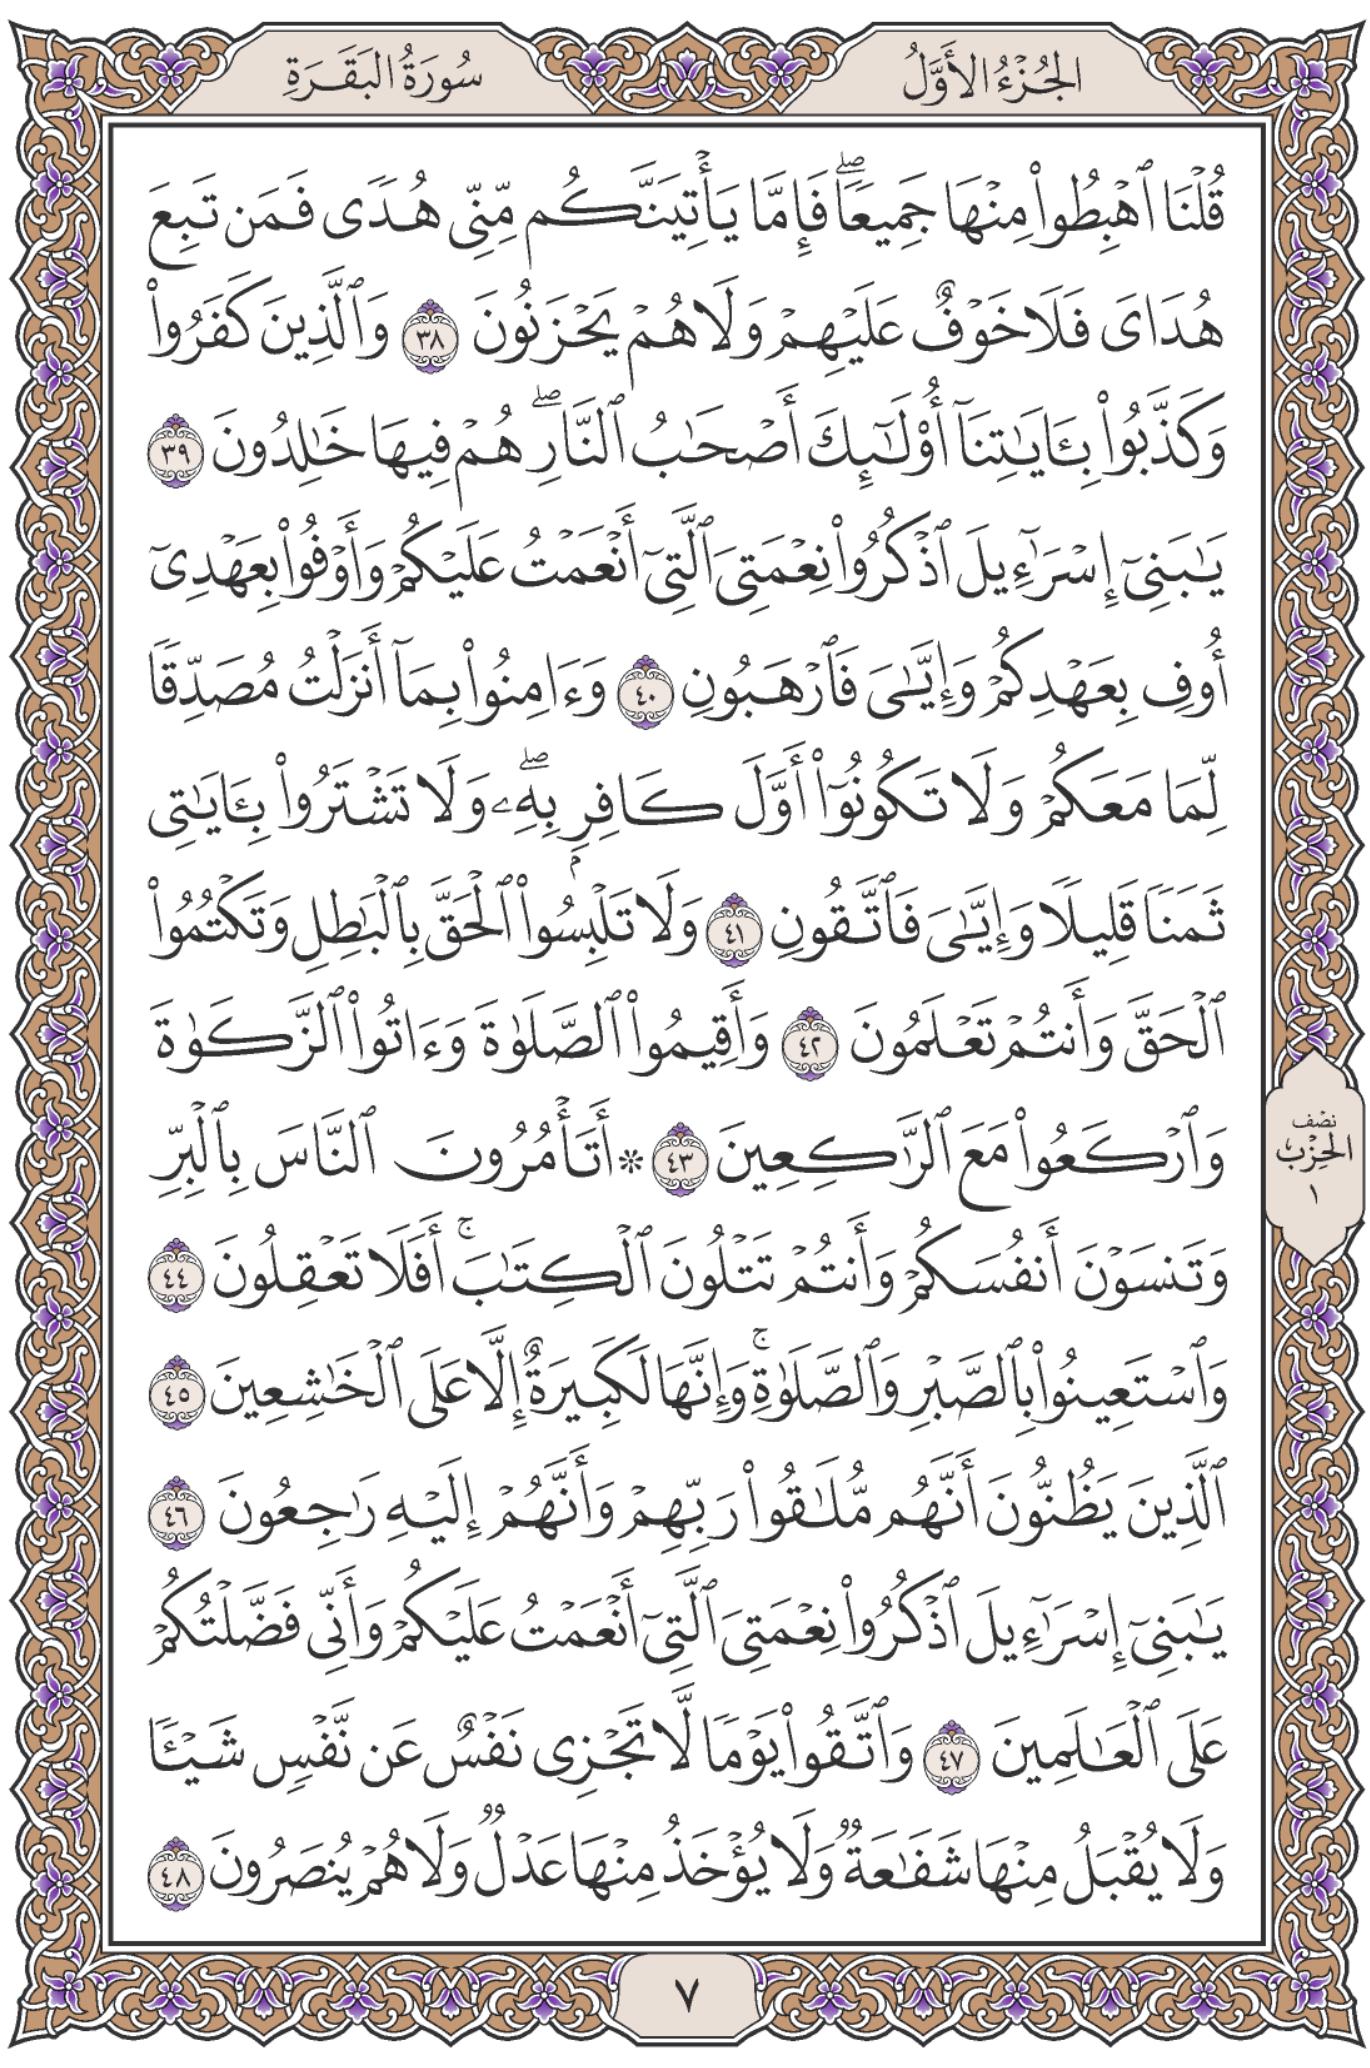 الجُزْءُ الأَوَّلُ
سُورَةُ البَقَرَةِ
قُلْنَا ٱهْبِطُوا۟ مِنْهَا جَمِيعًۭا ۖ فَإِمَّا يَأْتِيَنَّكُم مِّنِّى هُدًۭى فَمَن تَبِعَ
هُدَاىَ فَلَا خَوْفٌ عَلَيْهِمْ وَلَا هُمْ يَحْزَنُونَ ٣٨ وَٱلَّذِينَ كَفَرُوا۟
وَكَذَّبُوا۟ بِـَٔايَـٰتِنَآ أُو۟لَـٰٓئِكَ أَصْحَـٰبُ ٱلنَّارِ ۖ هُمْ فِيهَا خَـٰلِدُونَ ٣٩
يَـٰبَنِىٓ إِسْرَٰٓءِيلَ ٱذْكُرُوا۟ نِعْمَتِىَ ٱلَّتِىٓ أَنْعَمْتُ عَلَيْكُمْ وَأَوْفُوا۟ بِعَهْدِىٓ
أُوفِ بِعَهْدِكُمْ وَإِيَّـٰىَ فَٱرْهَبُونِ ٤٠ وَءَامِنُوا۟ بِمَآ أَنزَلْتُ مُصَدِّقًۭا
لِّمَا مَعَكُمْ وَلَا تَكُونُوٓا۟ أَوَّلَ كَافِرٍۭ بِهِۦ ۖ وَلَا تَشْتَرُوا۟ بِـَٔايَـٰتِى
ثَمَنًۭا قَلِيلًۭا وَإِيَّـٰىَ فَٱتَّقُونِ ٤١ وَلَا تَلْبِسُوا۟ ٱلْحَقَّ بِٱلْبَـٰطِلِ وَتَكْتُمُوا۟
ٱلْحَقَّ وَأَنتُمْ تَعْلَمُونَ ٤٢ وَأَقِيمُوا۟ ٱلصَّلَوٰةَ وَءَاتُوا۟ ٱلزَّكَوٰةَ
وَٱرْكَعُوا۟ مَعَ ٱلرَّٰكِعِينَ ٤٣ * أَتَأْمُرُونَ ٱلنَّاسَ بِٱلْبِرِّ
وَتَنسَوْنَ أَنفُسَكُمْ وَأَنتُمْ تَتْلُونَ ٱلْكِتَـٰبَ ۚ أَفَلَا تَعْقِلُونَ ٤٤
وَٱسْتَعِينُوا۟ بِٱلصَّبْرِ وَٱلصَّلَوٰةِ ۚ وَإِنَّهَا لَكَبِيرَةٌ إِلَّا عَلَى ٱلْخَـٰشِعِينَ ٤٥
ٱلَّذِينَ يَظُنُّونَ أَنَّهُم مُّلَـٰقُوا۟ رَبِّهِمْ وَأَنَّهُمْ إِلَيْهِ رَٰجِعُونَ ٤٦
يَـٰبَنِىٓ إِسْرَٰٓءِيلَ ٱذْكُرُوا۟ نِعْمَتِىَ ٱلَّتِىٓ أَنْعَمْتُ عَلَيْكُمْ وَأَنِّى فَضَّلْتُكُمْ
عَلَى ٱلْعَـٰلَمِينَ ٤٧ وَٱتَّقُوا۟ يَوْمًۭا لَّا تَجْزِى نَفْسٌ عَن نَّفْسٍۢ شَيْـًۭٔا
وَلَا يُقْبَلُ مِنْهَا شَفَـٰعَةٌۭ وَلَا يُؤْخَذُ مِنْهَا عَدْلٌۭ وَلَا هُمْ يُنصَرُونَ ٤٨
نصْف
الحِزْب
١
٧